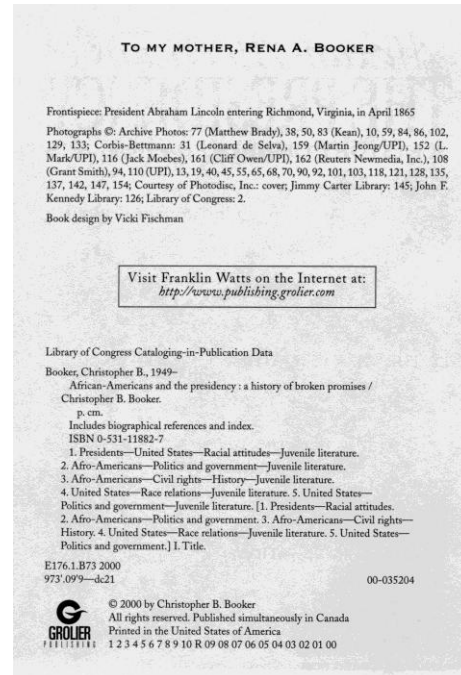 TO MY MOTHER, RENA A. BOOKER
Frontispiece: President Abraham Lincoln entering Richmond, Virginia, in April 1865
Photographs ©: Archive Photos: 77 (Matthew Brady), 38, 50, 83 (Kean), 10, 59, 84, 86, 102,
129, 133; Corbis-Bettmann: 31 (Leonard de Selva), 159 (Martin Jeong/UPI), 152 (L.
Mark/UPI), 116 (Jack Moebes), 161 (Cliff Owen/UPI), 162 (Reuters Newmedia, Inc.), 108
(Grant Smith), 94, 110 (UPI), 13, 19, 40, 45, 55, 65, 68, 70, 90, 92, 101, 103, 118, 121, 128, 135,
137, 142, 147, 154; Courtesy of Photodisc, Inc.: cover; Jimmy Carter Library: 145; John F.
Kennedy Library: 126; Library of Congress: 2.
Book design by Vicki Fischman
Visit Franklin Watts on the Internet at:
http://www.publishing.grolier.com
Library of Congress Cataloging-in-Publication Data
Booker, Christopher B., 1949–
African-Americans and the presidency : a history of broken promises /
Christopher B. Booker.
p. cm.
Includes biographical references and index.
ISBN 0-531-11882-7
1. Presidents—United States—Racial attitudes—Juvenile literature.
2. Afro-Americans—Politics and government—Juvenile literature.
3. Afro-Americans—Civil rights—History—Juvenile literature.
4. United States—Race relations—Juvenile literature. 5. United States—
Politics and government—Juvenile literature. [1. Presidents—Racial attitudes.
2. Afro-Americans—Politics and government. 3. Afro-Americans—Civil rights—
History. 4. United States—Race relations—Juvenile literature. 5. United States—
Politics and government.] I. Title.
E176.1.B73 2000
973'.09'9—dc21 00-035204
© 2000 by Christopher B. Booker
All rights reserved. Published simultaneously in Canada
Printed in the United States of America
1 2 3 4 5 6 7 8 9 10 R 09 08 07 06 05 04 03 02 01 00
GROLIER
PUBLISHING